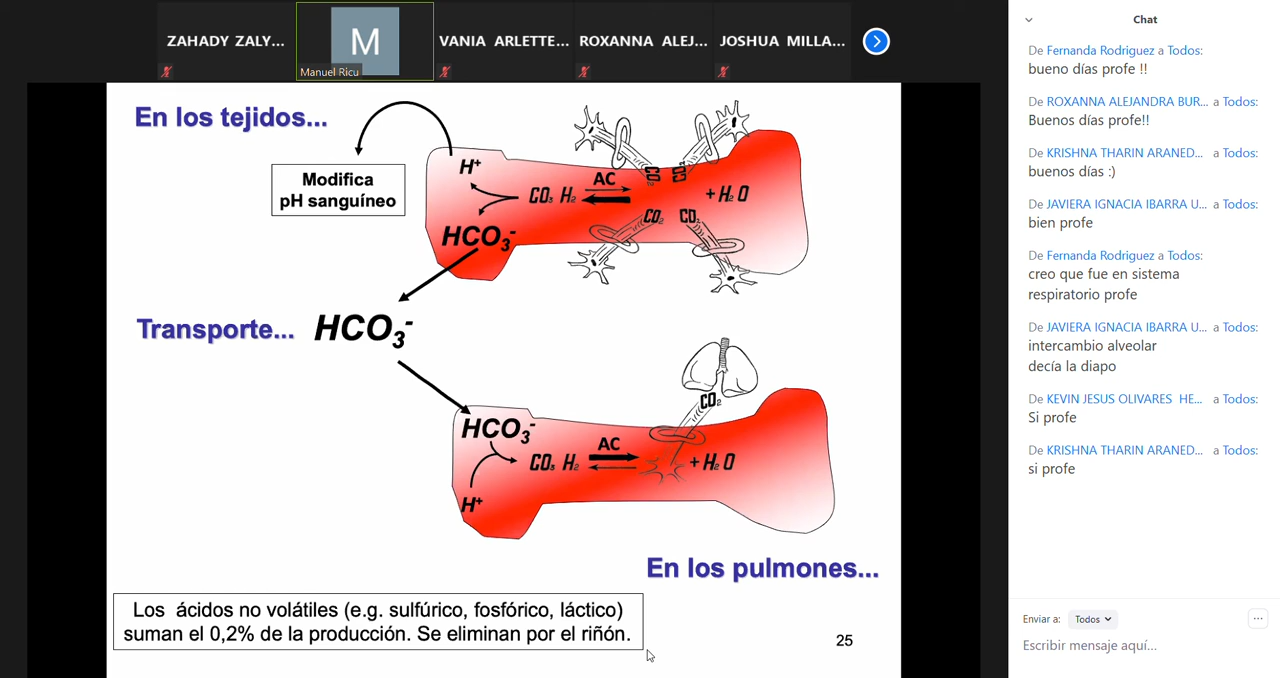 ZAHADY ZALY...
M
Manuel Ricu
VANIA ARLETTE...
ROXANNA ALEJ...
JOSHUA MILLA...
En los tejidos...
Modifica
pH sanguíneo
H⁺
CO₃ H₂
AC
CO₂
CO₂
+ H₂O
HCO₃⁻
CO₂
CO₂
Transporte...
HCO₃⁻
CO₂
HCO₃⁻
AC
CO₃ H₂
+ H₂O
H⁺
En los pulmones...
Los ácidos no volátiles (e.g. sulfúrico, fosfórico, láctico)
suman el 0,2% de la producción. Se eliminan por el riñón.
25
Chat
De Fernanda Rodriguez a Todos:
bueno días profe !!
De ROXANNA ALEJANDRA BUR... a Todos:
Buenos días profe!!
De KRISHNA THARIN ARANED... a Todos:
buenos días :)
De JAVIERA IGNACIA IBARRA U... a Todos:
bien profe
De Fernanda Rodriguez a Todos:
creo que fue en sistema
respiratorio profe
De JAVIERA IGNACIA IBARRA U... a Todos:
intercambio alveolar
decía la diapo
De KEVIN JESUS OLIVARES HE... a Todos:
Si profe
De KRISHNA THARIN ARANED... a Todos:
si profe
Enviar a: Todos
...
Escribir mensaje aquí...